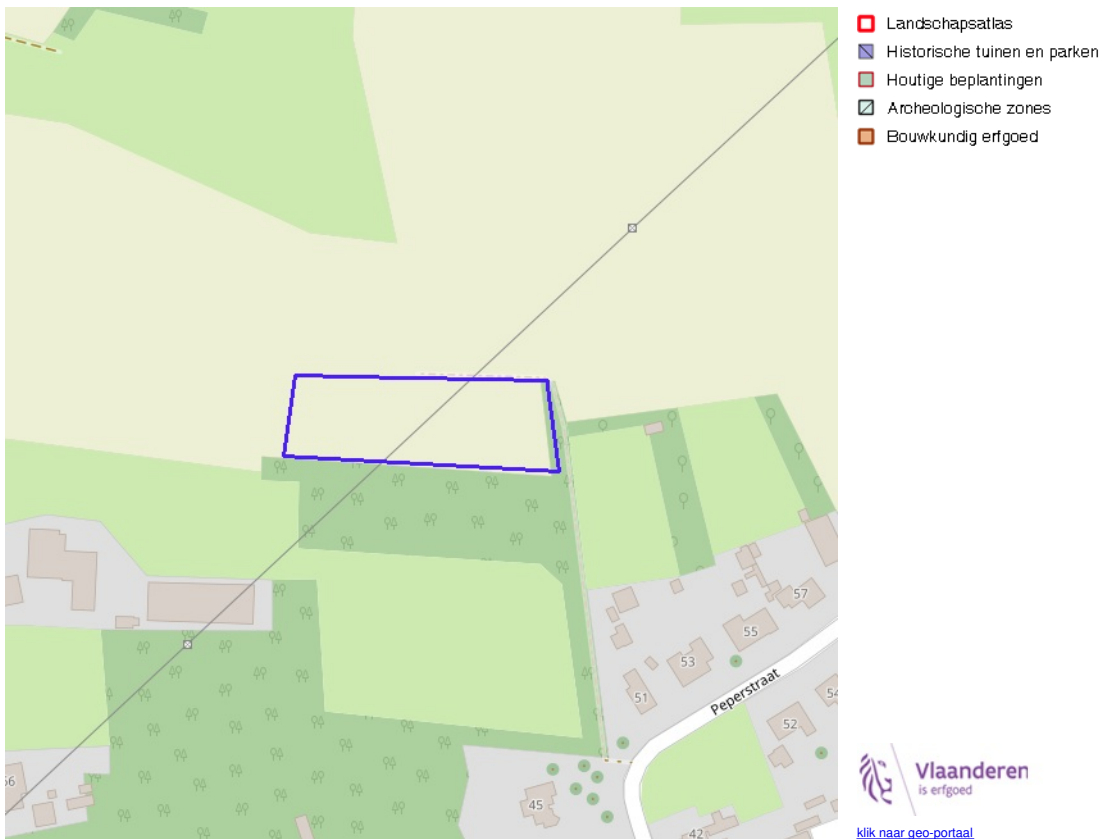 Landschapsatlas
Historische tuinen en parken
Houtige beplantingen
Archeologische zones
Bouwkundig erfgoed
57
55
53
51
Peperstraat
54
52
56
45
42
Vlaanderen
is erfgoed
klik naar geo-portaal